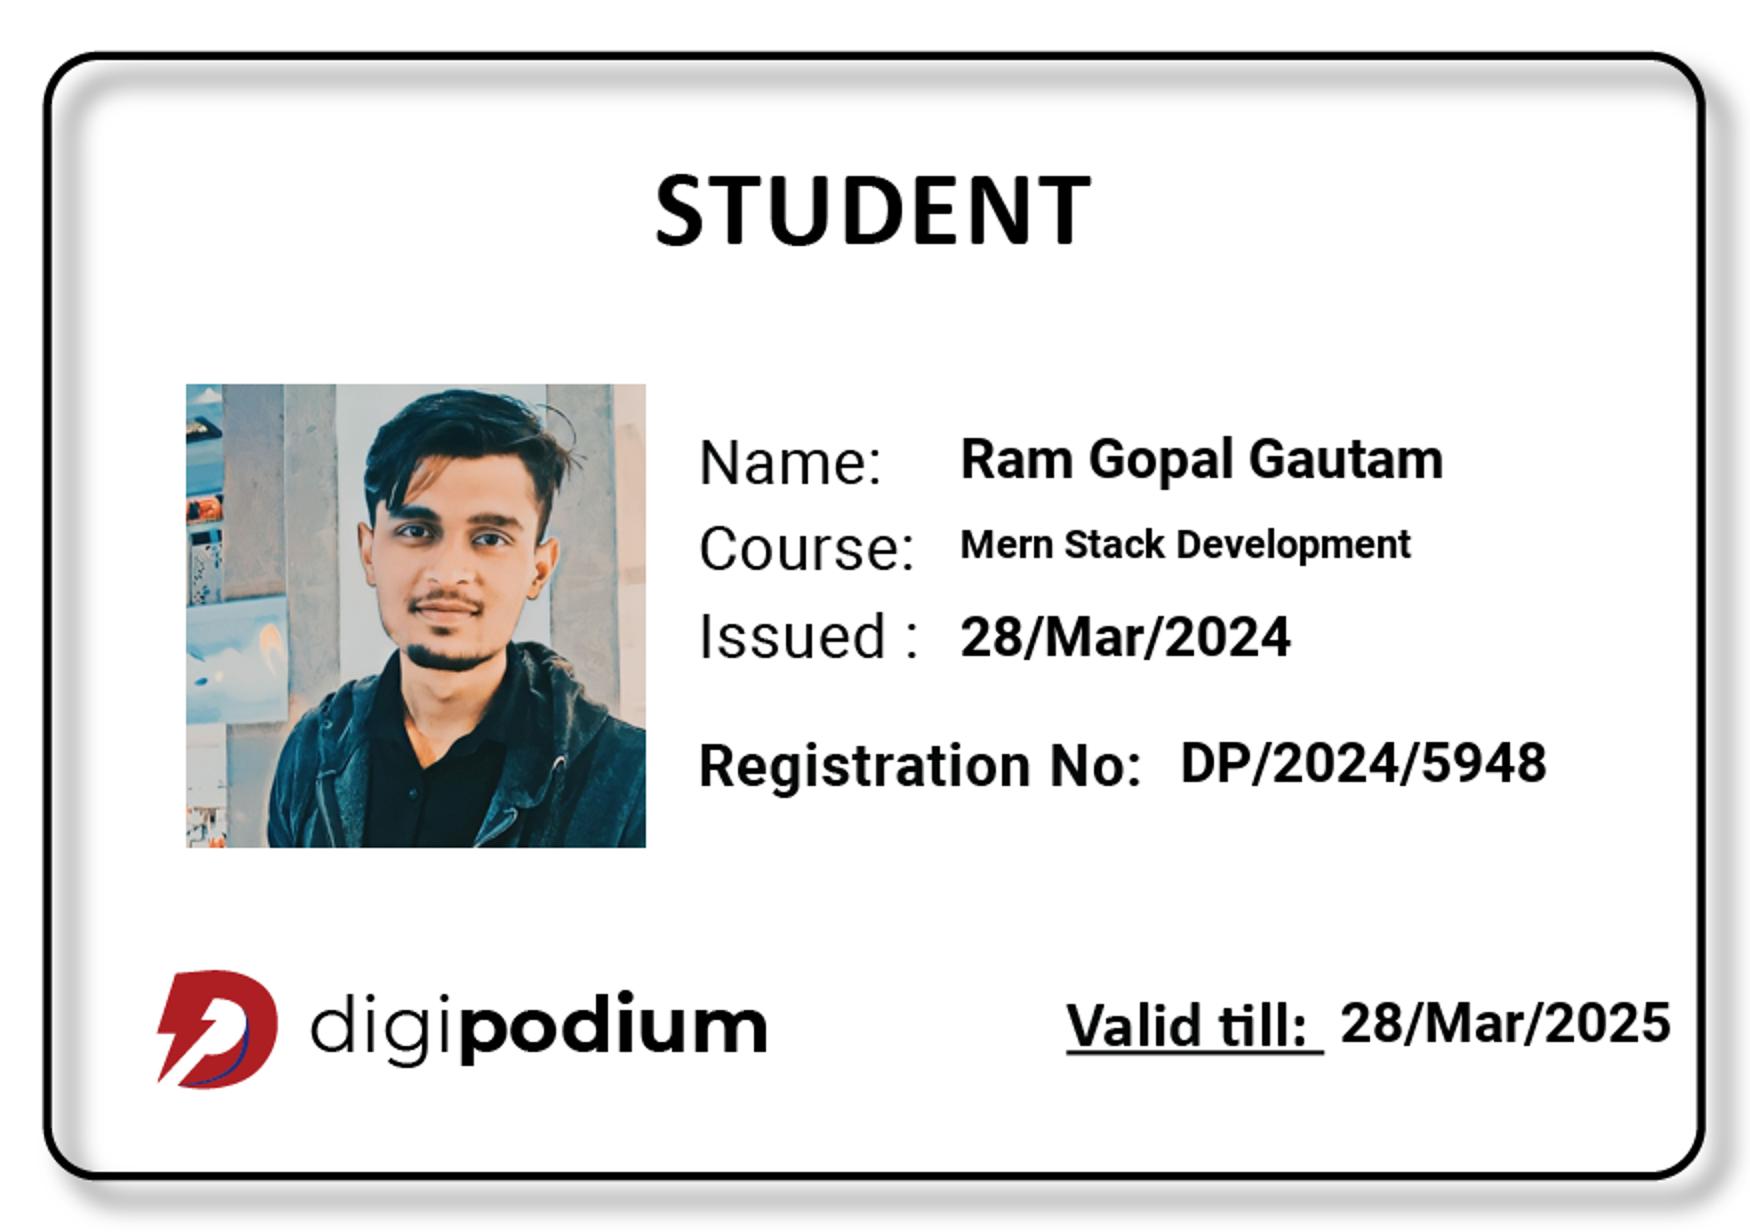 STUDENT
Name: Ram Gopal Gautam
Course: Mern Stack Development
Issued : 28/Mar/2024
Registration No: DP/2024/5948
digipodium
Valid till: 28/Mar/2025